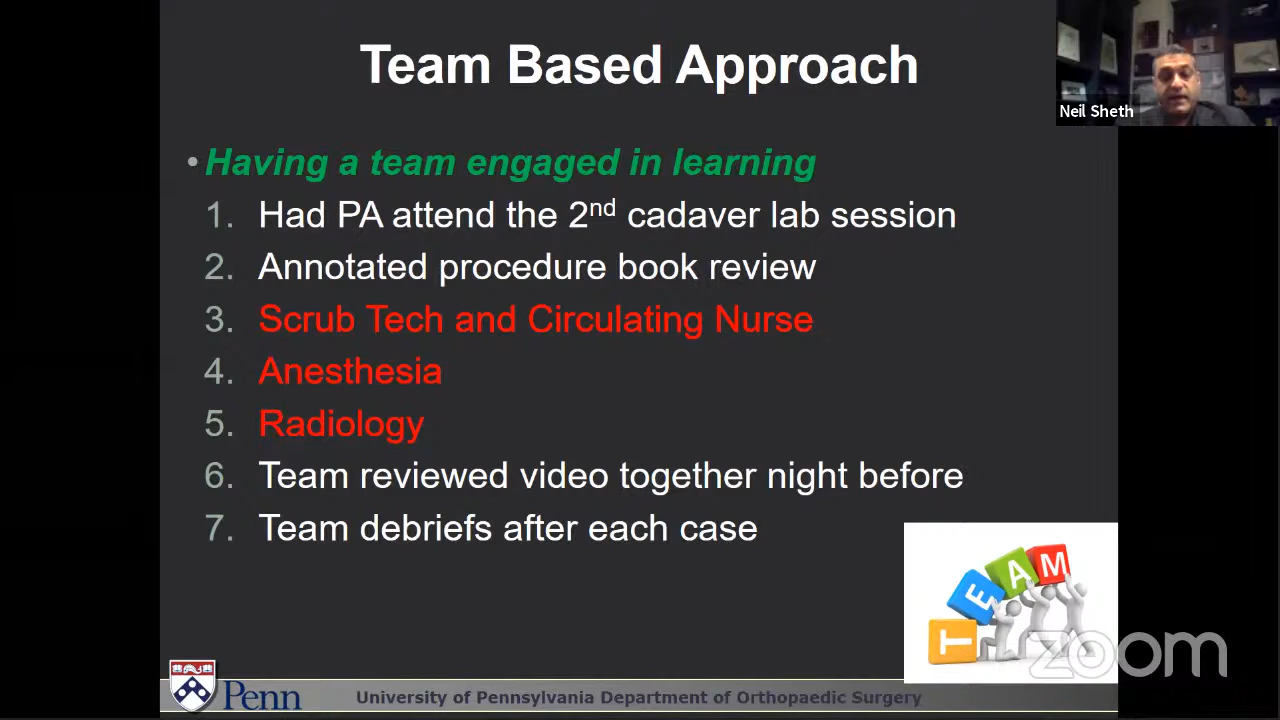 Team Based Approach
Neil Sheth
• Having a team engaged in learning
1. Had PA attend the 2nd cadaver lab session
2. Annotated procedure book review
3. Scrub Tech and Circulating Nurse
4. Anesthesia
5. Radiology
6. Team reviewed video together night before
7. Team debriefs after each case
TEAM
zoom
Penn
University of Pennsylvania Department of Orthopaedic Surgery